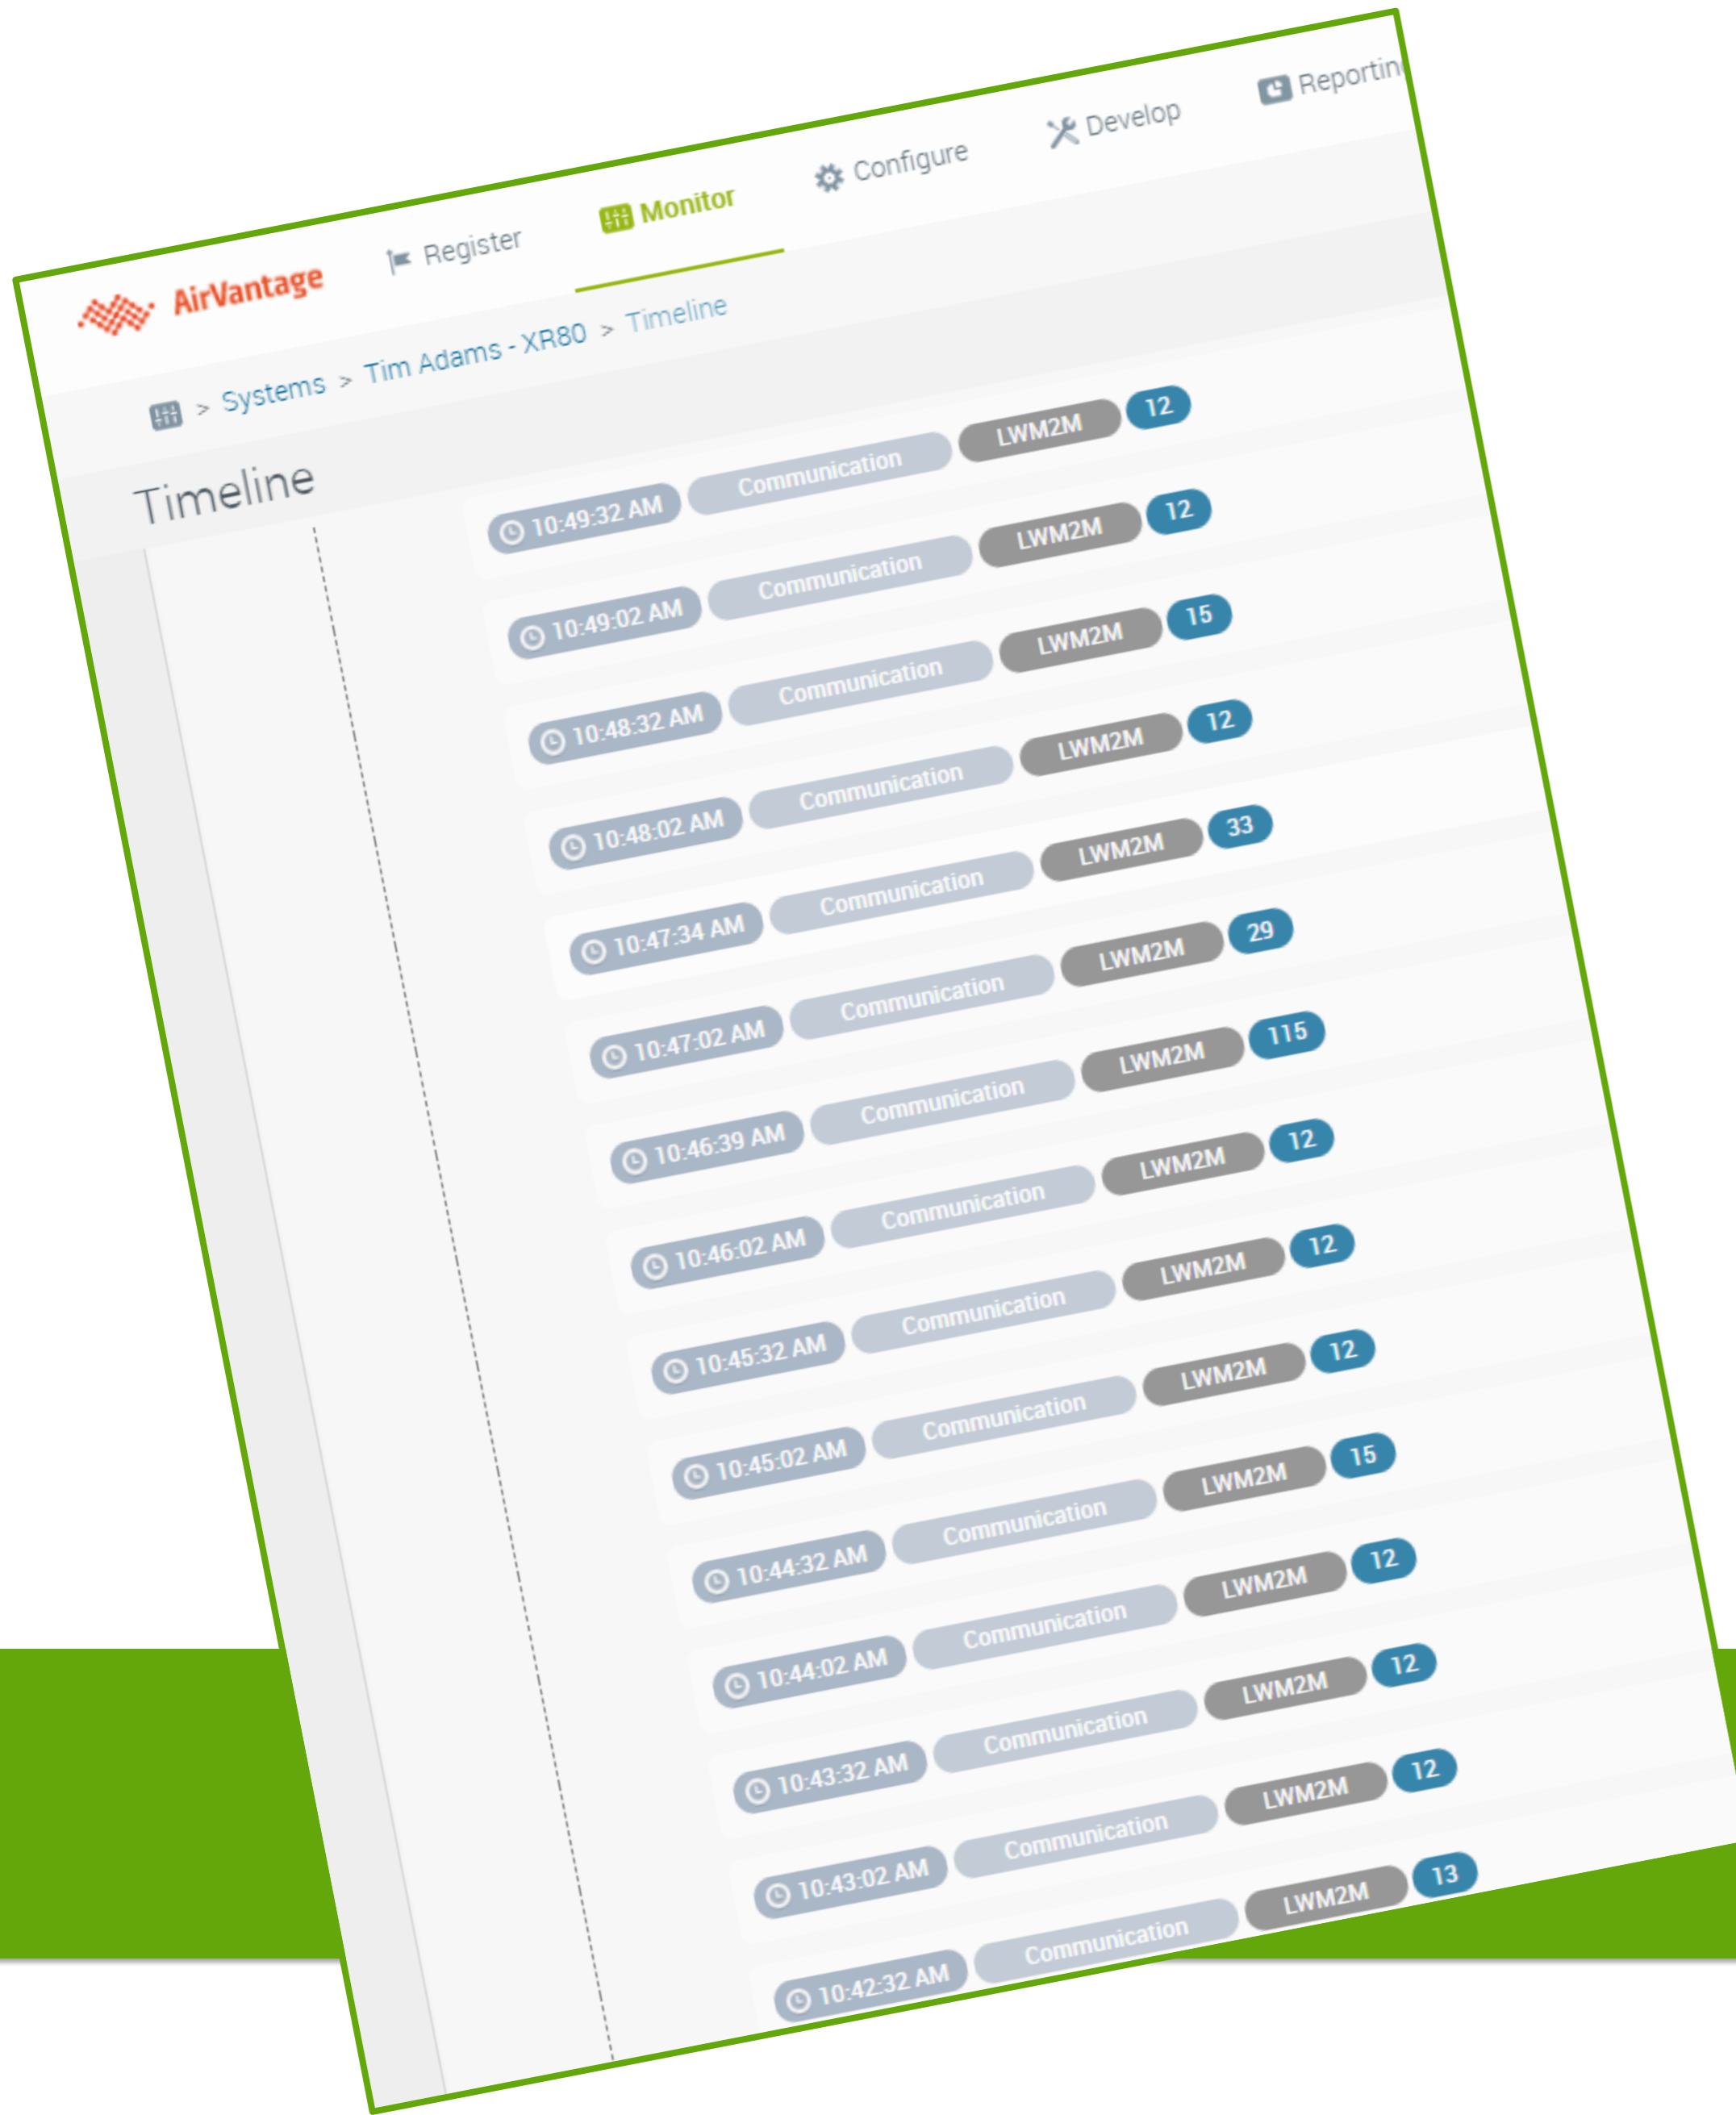 AirVantage Register Monitor Configure Develop Reporting
> Systems > Tim Adams - XR80 > Timeline
Timeline
10:49:32 AM Communication LWM2M 12
10:49:02 AM Communication LWM2M 12
10:48:32 AM Communication LWM2M 15
10:48:02 AM Communication LWM2M 12
10:47:34 AM Communication LWM2M 33
10:47:02 AM Communication LWM2M 29
10:46:39 AM Communication LWM2M 115
10:46:02 AM Communication LWM2M 12
10:45:32 AM Communication LWM2M 12
10:45:02 AM Communication LWM2M 12
10:44:32 AM Communication LWM2M 15
10:44:02 AM Communication LWM2M 12
10:43:32 AM Communication LWM2M 12
10:43:02 AM Communication LWM2M 12
10:42:32 AM Communication LWM2M 13